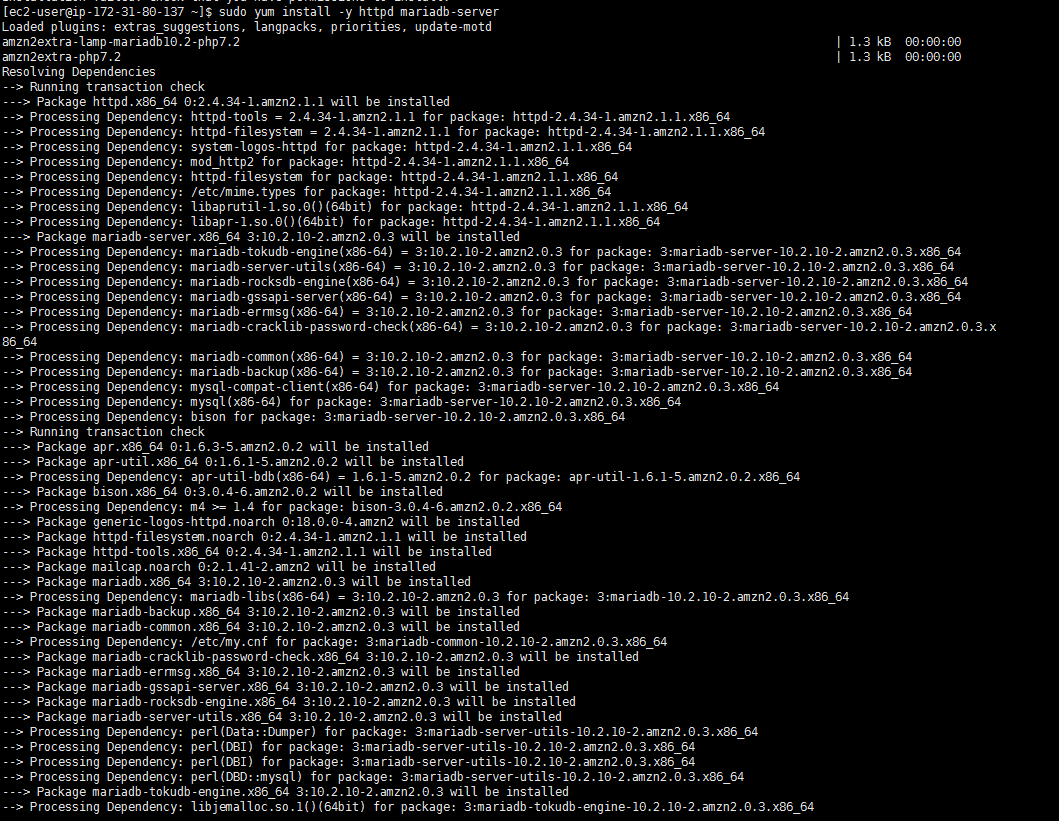 [ec2-user@ip-172-31-80-137 ~]$ sudo yum install -y httpd mariadb-server
Loaded plugins: extras_suggestions, langpacks, priorities, update-motd
amzn2extra-lamp-mariadb10.2-php7.2 | 1.3 kB 00:00:00
amzn2extra-php7.2 | 1.3 kB 00:00:00
Resolving Dependencies
--> Running transaction check
---> Package httpd.x86_64 0:2.4.34-1.amzn2.1.1 will be installed
--> Processing Dependency: httpd-tools = 2.4.34-1.amzn2.1.1 for package: httpd-2.4.34-1.amzn2.1.1.x86_64
--> Processing Dependency: httpd-filesystem = 2.4.34-1.amzn2.1.1 for package: httpd-2.4.34-1.amzn2.1.1.x86_64
--> Processing Dependency: system-logos-httpd for package: httpd-2.4.34-1.amzn2.1.1.x86_64
--> Processing Dependency: mod_http2 for package: httpd-2.4.34-1.amzn2.1.1.x86_64
--> Processing Dependency: httpd-filesystem for package: httpd-2.4.34-1.amzn2.1.1.x86_64
--> Processing Dependency: /etc/mime.types for package: httpd-2.4.34-1.amzn2.1.1.x86_64
--> Processing Dependency: libaprutil-1.so.0()(64bit) for package: httpd-2.4.34-1.amzn2.1.1.x86_64
--> Processing Dependency: libapr-1.so.0()(64bit) for package: httpd-2.4.34-1.amzn2.1.1.x86_64
---> Package mariadb-server.x86_64 3:10.2.10-2.amzn2.0.3 will be installed
--> Processing Dependency: mariadb-tokudb-engine(x86-64) = 3:10.2.10-2.amzn2.0.3 for package: 3:mariadb-server-10.2.10-2.amzn2.0.3.x86_64
--> Processing Dependency: mariadb-server-utils(x86-64) = 3:10.2.10-2.amzn2.0.3 for package: 3:mariadb-server-10.2.10-2.amzn2.0.3.x86_64
--> Processing Dependency: mariadb-rocksdb-engine(x86-64) = 3:10.2.10-2.amzn2.0.3 for package: 3:mariadb-server-10.2.10-2.amzn2.0.3.x86_64
--> Processing Dependency: mariadb-gssapi-server(x86-64) = 3:10.2.10-2.amzn2.0.3 for package: 3:mariadb-server-10.2.10-2.amzn2.0.3.x86_64
--> Processing Dependency: mariadb-errmsg(x86-64) = 3:10.2.10-2.amzn2.0.3 for package: 3:mariadb-server-10.2.10-2.amzn2.0.3.x86_64
--> Processing Dependency: mariadb-cracklib-password-check(x86-64) = 3:10.2.10-2.amzn2.0.3 for package: 3:mariadb-server-10.2.10-2.amzn2.0.3.x
86_64
--> Processing Dependency: mariadb-common(x86-64) = 3:10.2.10-2.amzn2.0.3 for package: 3:mariadb-server-10.2.10-2.amzn2.0.3.x86_64
--> Processing Dependency: mariadb-backup(x86-64) = 3:10.2.10-2.amzn2.0.3 for package: 3:mariadb-server-10.2.10-2.amzn2.0.3.x86_64
--> Processing Dependency: mysql-compat-client(x86-64) for package: 3:mariadb-server-10.2.10-2.amzn2.0.3.x86_64
--> Processing Dependency: mysql(x86-64) for package: 3:mariadb-server-10.2.10-2.amzn2.0.3.x86_64
--> Processing Dependency: bison for package: 3:mariadb-server-10.2.10-2.amzn2.0.3.x86_64
--> Running transaction check
---> Package apr.x86_64 0:1.6.3-5.amzn2.0.2 will be installed
---> Package apr-util.x86_64 0:1.6.1-5.amzn2.0.2 will be installed
--> Processing Dependency: apr-util-bdb(x86-64) = 1.6.1-5.amzn2.0.2 for package: apr-util-1.6.1-5.amzn2.0.2.x86_64
---> Package bison.x86_64 0:3.0.4-6.amzn2.0.2 will be installed
--> Processing Dependency: m4 >= 1.4 for package: bison-3.0.4-6.amzn2.0.2.x86_64
---> Package generic-logos-httpd.noarch 0:18.0.0-4.amzn2 will be installed
---> Package httpd-filesystem.noarch 0:2.4.34-1.amzn2.1.1 will be installed
---> Package httpd-tools.x86_64 0:2.4.34-1.amzn2.1.1 will be installed
---> Package mailcap.noarch 0:2.1.41-2.amzn2 will be installed
---> Package mariadb.x86_64 3:10.2.10-2.amzn2.0.3 will be installed
--> Processing Dependency: mariadb-libs(x86-64) = 3:10.2.10-2.amzn2.0.3 for package: 3:mariadb-10.2.10-2.amzn2.0.3.x86_64
---> Package mariadb-backup.x86_64 3:10.2.10-2.amzn2.0.3 will be installed
---> Package mariadb-common.x86_64 3:10.2.10-2.amzn2.0.3 will be installed
--> Processing Dependency: /etc/my.cnf for package: 3:mariadb-common-10.2.10-2.amzn2.0.3.x86_64
---> Package mariadb-cracklib-password-check.x86_64 3:10.2.10-2.amzn2.0.3 will be installed
---> Package mariadb-errmsg.x86_64 3:10.2.10-2.amzn2.0.3 will be installed
---> Package mariadb-gssapi-server.x86_64 3:10.2.10-2.amzn2.0.3 will be installed
---> Package mariadb-rocksdb-engine.x86_64 3:10.2.10-2.amzn2.0.3 will be installed
---> Package mariadb-server-utils.x86_64 3:10.2.10-2.amzn2.0.3 will be installed
--> Processing Dependency: perl(Data::Dumper) for package: 3:mariadb-server-utils-10.2.10-2.amzn2.0.3.x86_64
--> Processing Dependency: perl(DBI) for package: 3:mariadb-server-utils-10.2.10-2.amzn2.0.3.x86_64
--> Processing Dependency: perl(DBI) for package: 3:mariadb-server-utils-10.2.10-2.amzn2.0.3.x86_64
--> Processing Dependency: perl(DBD::mysql) for package: 3:mariadb-server-utils-10.2.10-2.amzn2.0.3.x86_64
---> Package mariadb-tokudb-engine.x86_64 3:10.2.10-2.amzn2.0.3 will be installed
--> Processing Dependency: libjemalloc.so.1()(64bit) for package: 3:mariadb-tokudb-engine-10.2.10-2.amzn2.0.3.x86_64